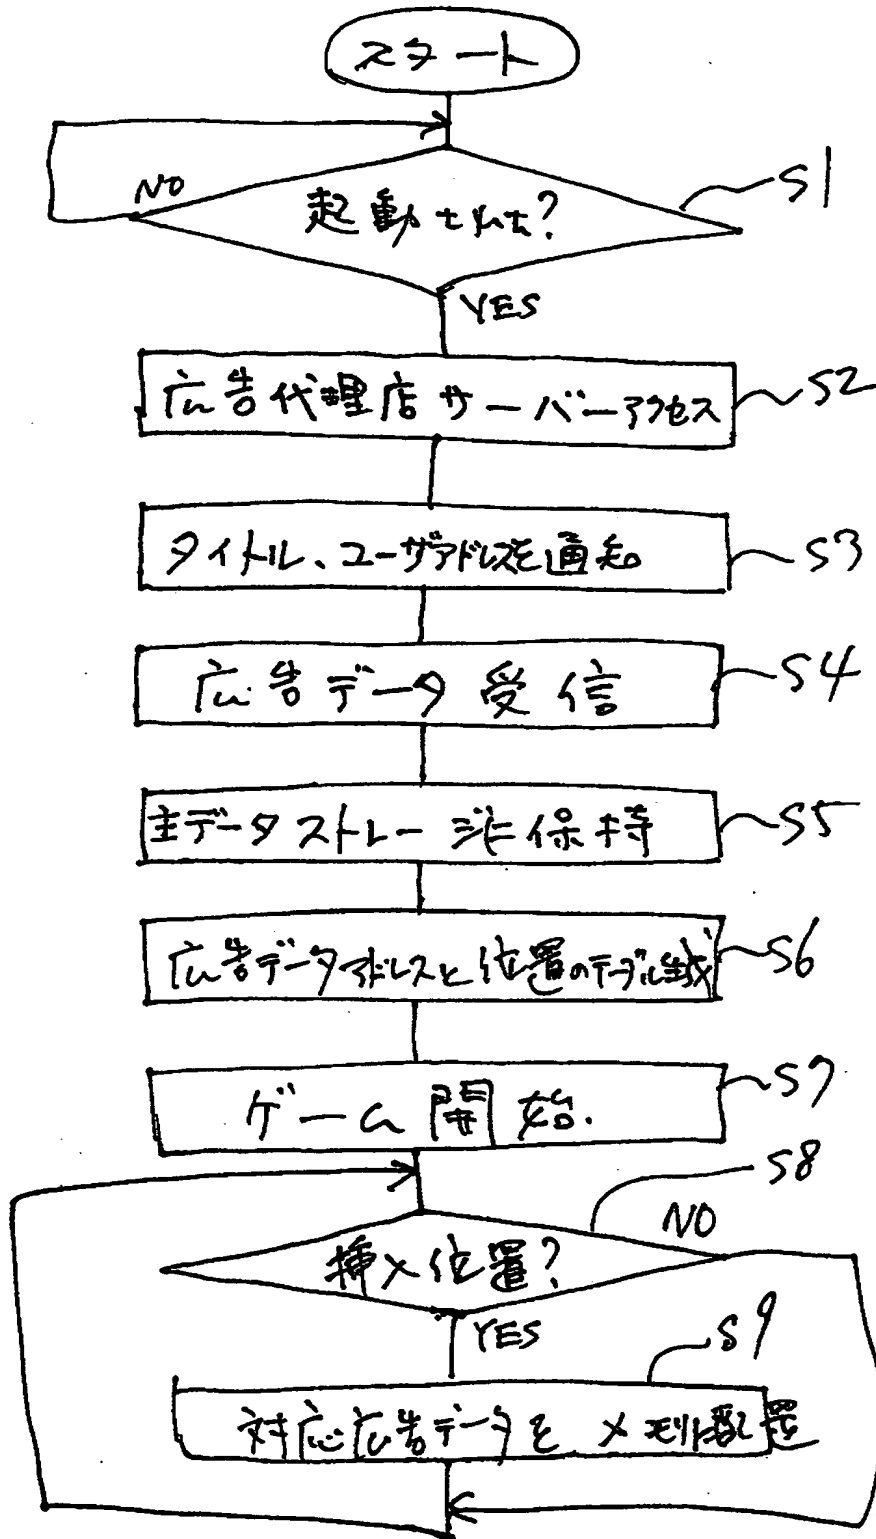 スタート
NO
起動された?
S1
YES
広告代理店サーバーアクセス
S2
タイトル、ユーザアドレスを通知
S3
広告データ受信
S4
主データストレージに保持
S5
広告データアドレスと位置のテーブル生成
S6
ゲーム開始.
S7
S8
挿入位置?
NO
YES
S9
対応広告データをメモリに配置